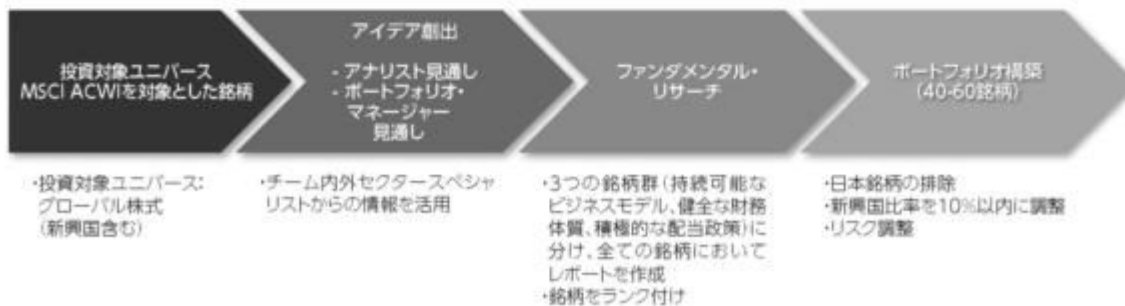 投資対象ユニバース
MSCI ACWIを対象とした銘柄
アイデア創出
- アナリスト見通し
- ポートフォリオ・
マネージャー
見通し
ファンダメンタル・
リサーチ
ポートフォリオ構築
(40-60銘柄)
・投資対象ユニバース:
グローバル株式
(新興国含む)
・チーム内外セクタースペシャ
リストからの情報を活用
・3つの銘柄群(持続可能な
ビジネスモデル、健全な財務
体質、積極的な配当政策)に
分け、全ての銘柄において
レポートを作成
・銘柄をランク付け
・日本銘柄の排除
・新興国比率を10%以内に調整
・リスク調整